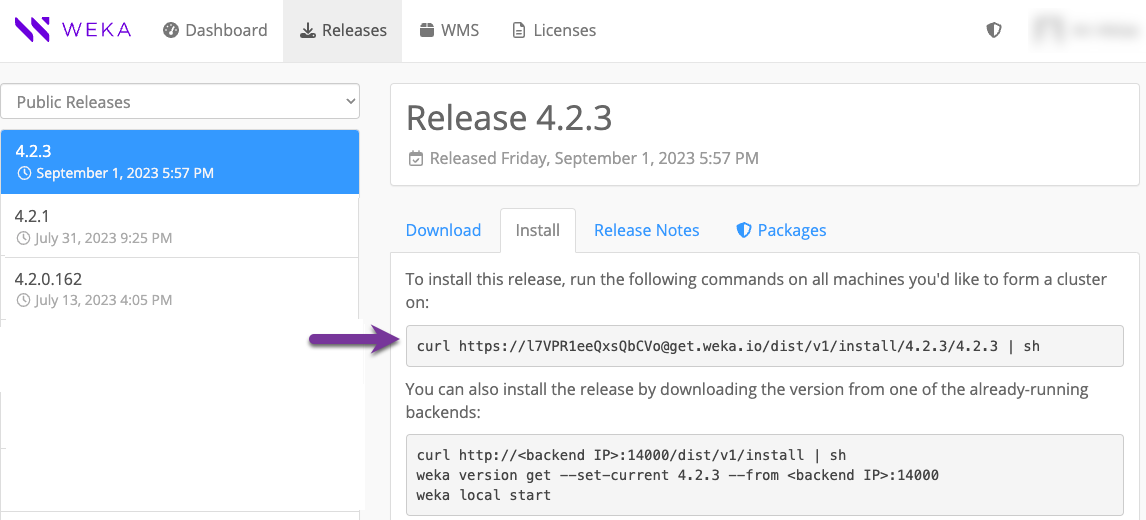 WEKA Dashboard Releases WMS Licenses
Public Releases
4.2.3
September 1, 2023 5:57 PM
4.2.1
July 31, 2023 9:25 PM
4.2.0.162
July 13, 2023 4:05 PM
Release 4.2.3
Released Friday, September 1, 2023 5:57 PM
Download Install Release Notes Packages
To install this release, run the following commands on all machines you'd like to form a cluster
on:
curl https://l7VPR1eeQxsQbCVo@get.weka.io/dist/v1/install/4.2.3/4.2.3 | sh
You can also install the release by downloading the version from one of the already-running
backends:
curl http://<backend IP>:14000/dist/v1/install | sh
weka version get --set-current 4.2.3 --from <backend IP>:14000
weka local start